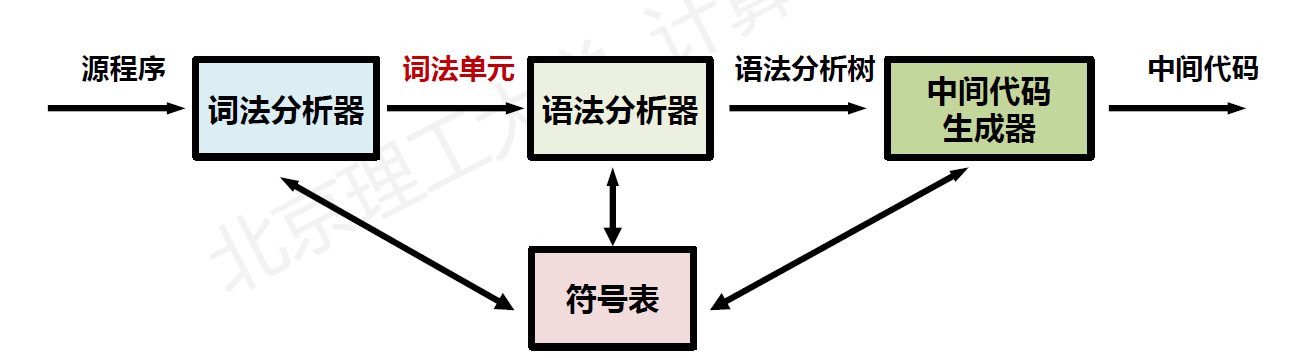 源程序
词法分析器
词法单元
语法分析器
语法分析树
中间代码
生成器
中间代码
符号表
北京理工大学 计算